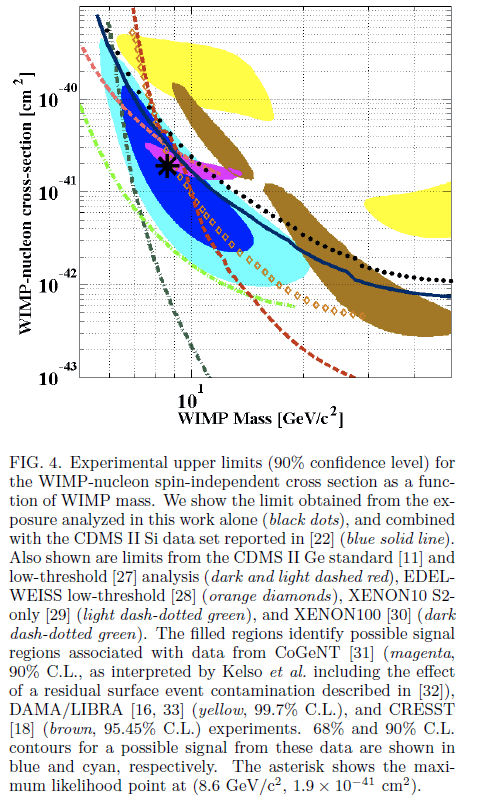 10 -40
10 -41
10 -42
10 -43
WIMP-nucleon cross-section [cm 2]
10 1
WIMP Mass [GeV/c2]
FIG. 4. Experimental upper limits (90% confidence level) for
the WIMP-nucleon spin-independent cross section as a func-
tion of WIMP mass. We show the limit obtained from the ex-
posure analyzed in this work alone (black dots), and combined
with the CDMS II Si data set reported in [22] (blue solid line).
Also shown are limits from the CDMS II Ge standard [11] and
low-threshold [27] analysis (dark and light dashed red), EDEL-
WEISS low-threshold [28] (orange diamonds), XENON10 S2-
only [29] (light dash-dotted green), and XENON100 [30] (dark
dash-dotted green). The filled regions identify possible signal
regions associated with data from CoGeNT [31] (magenta,
90% C.L., as interpreted by Kelso et al. including the effect
of a residual surface event contamination described in [32]),
DAMA/LIBRA [16, 33] (yellow, 99.7% C.L.), and CRESST
[18] (brown, 95.45% C.L.) experiments. 68% and 90% C.L.
contours for a possible signal from these data are shown in
blue and cyan, respectively. The asterisk shows the maxi-
mum likelihood point at (8.6 GeV/c2, 1.9 × 10−41 cm2).